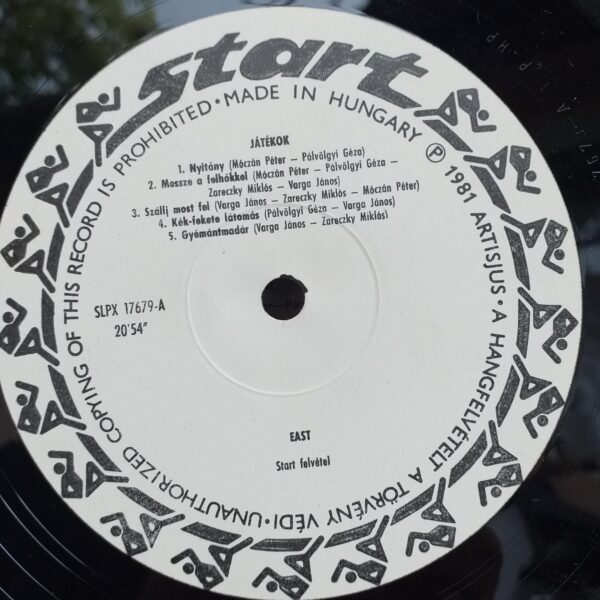 start
UNAUTHORIZED COPYING OF THIS RECORD IS PROHIBITED • MADE IN HUNGARY Ⓟ 1981 ARTISJUS • A HANGFELVÉTELT A TÖRVÉNY VÉDI •
JÁTÉKOK
1. Nyitány (Móczán Péter – Pálvölgyi Géza)
2. Messze a felhőkkel (Móczán Péter – Pálvölgyi Géza –
Zareczky Miklós – Varga János)
3. Szállj most fel (Varga János – Zareczky Miklós – Móczán Péter)
4. Kék-fekete látomás (Pálvölgyi Géza – Varga János – Zareczky Miklós)
5. Gyémántmadár (Varga János – Zareczky Miklós)
SLPX 17679-A
20'54"
EAST
Start felvétel